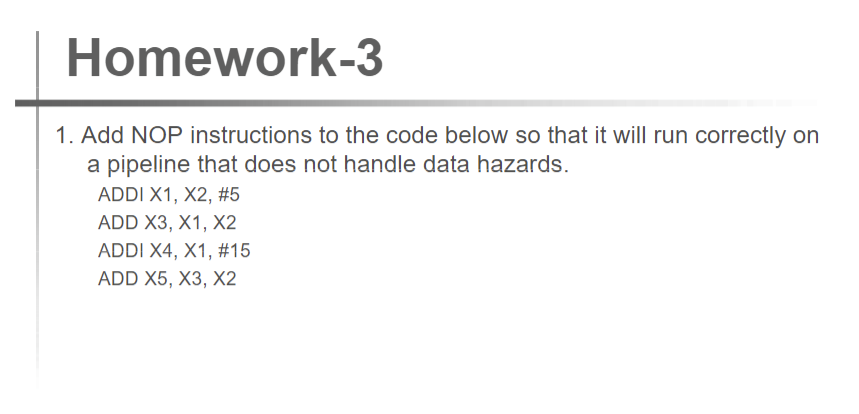 Homework-3
1. Add NOP instructions to the code below so that it will run correctly on
a pipeline that does not handle data hazards.
ADDI X1, X2, #5
ADD X3, X1, X2
ADDI X4, X1, #15
ADD X5, X3, X2